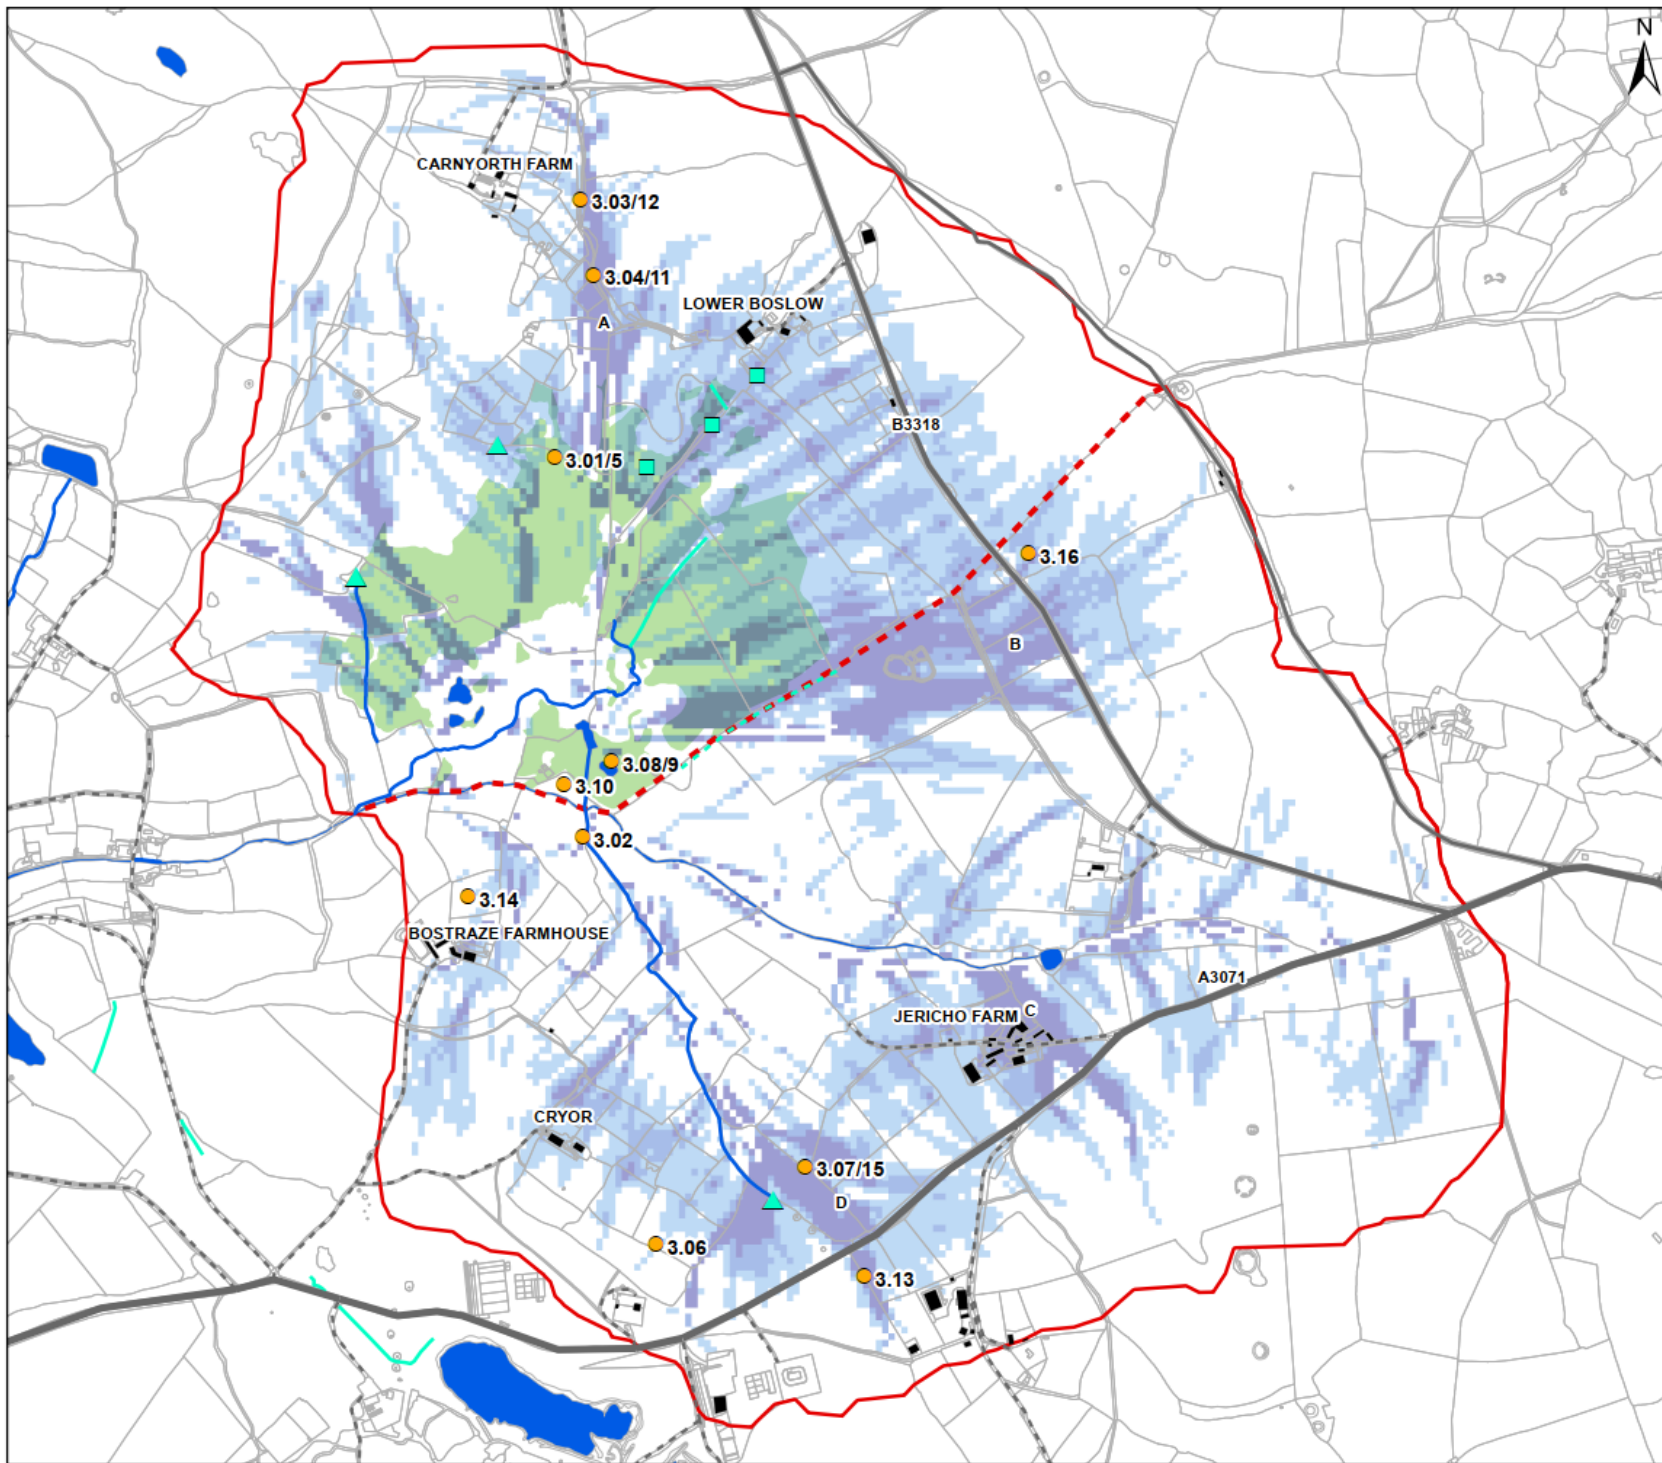 N
CARNYORTH FARM
3.03/12
3.04/11
LOWER BOSLOW
A
B3318
3.01/5
3.16
B
3.08/9
3.10
3.02
3.14
BOSTRAZE FARMHOUSE
A3071
JERICHO FARM
C
CRYOR
3.07/15
D
3.06
3.13